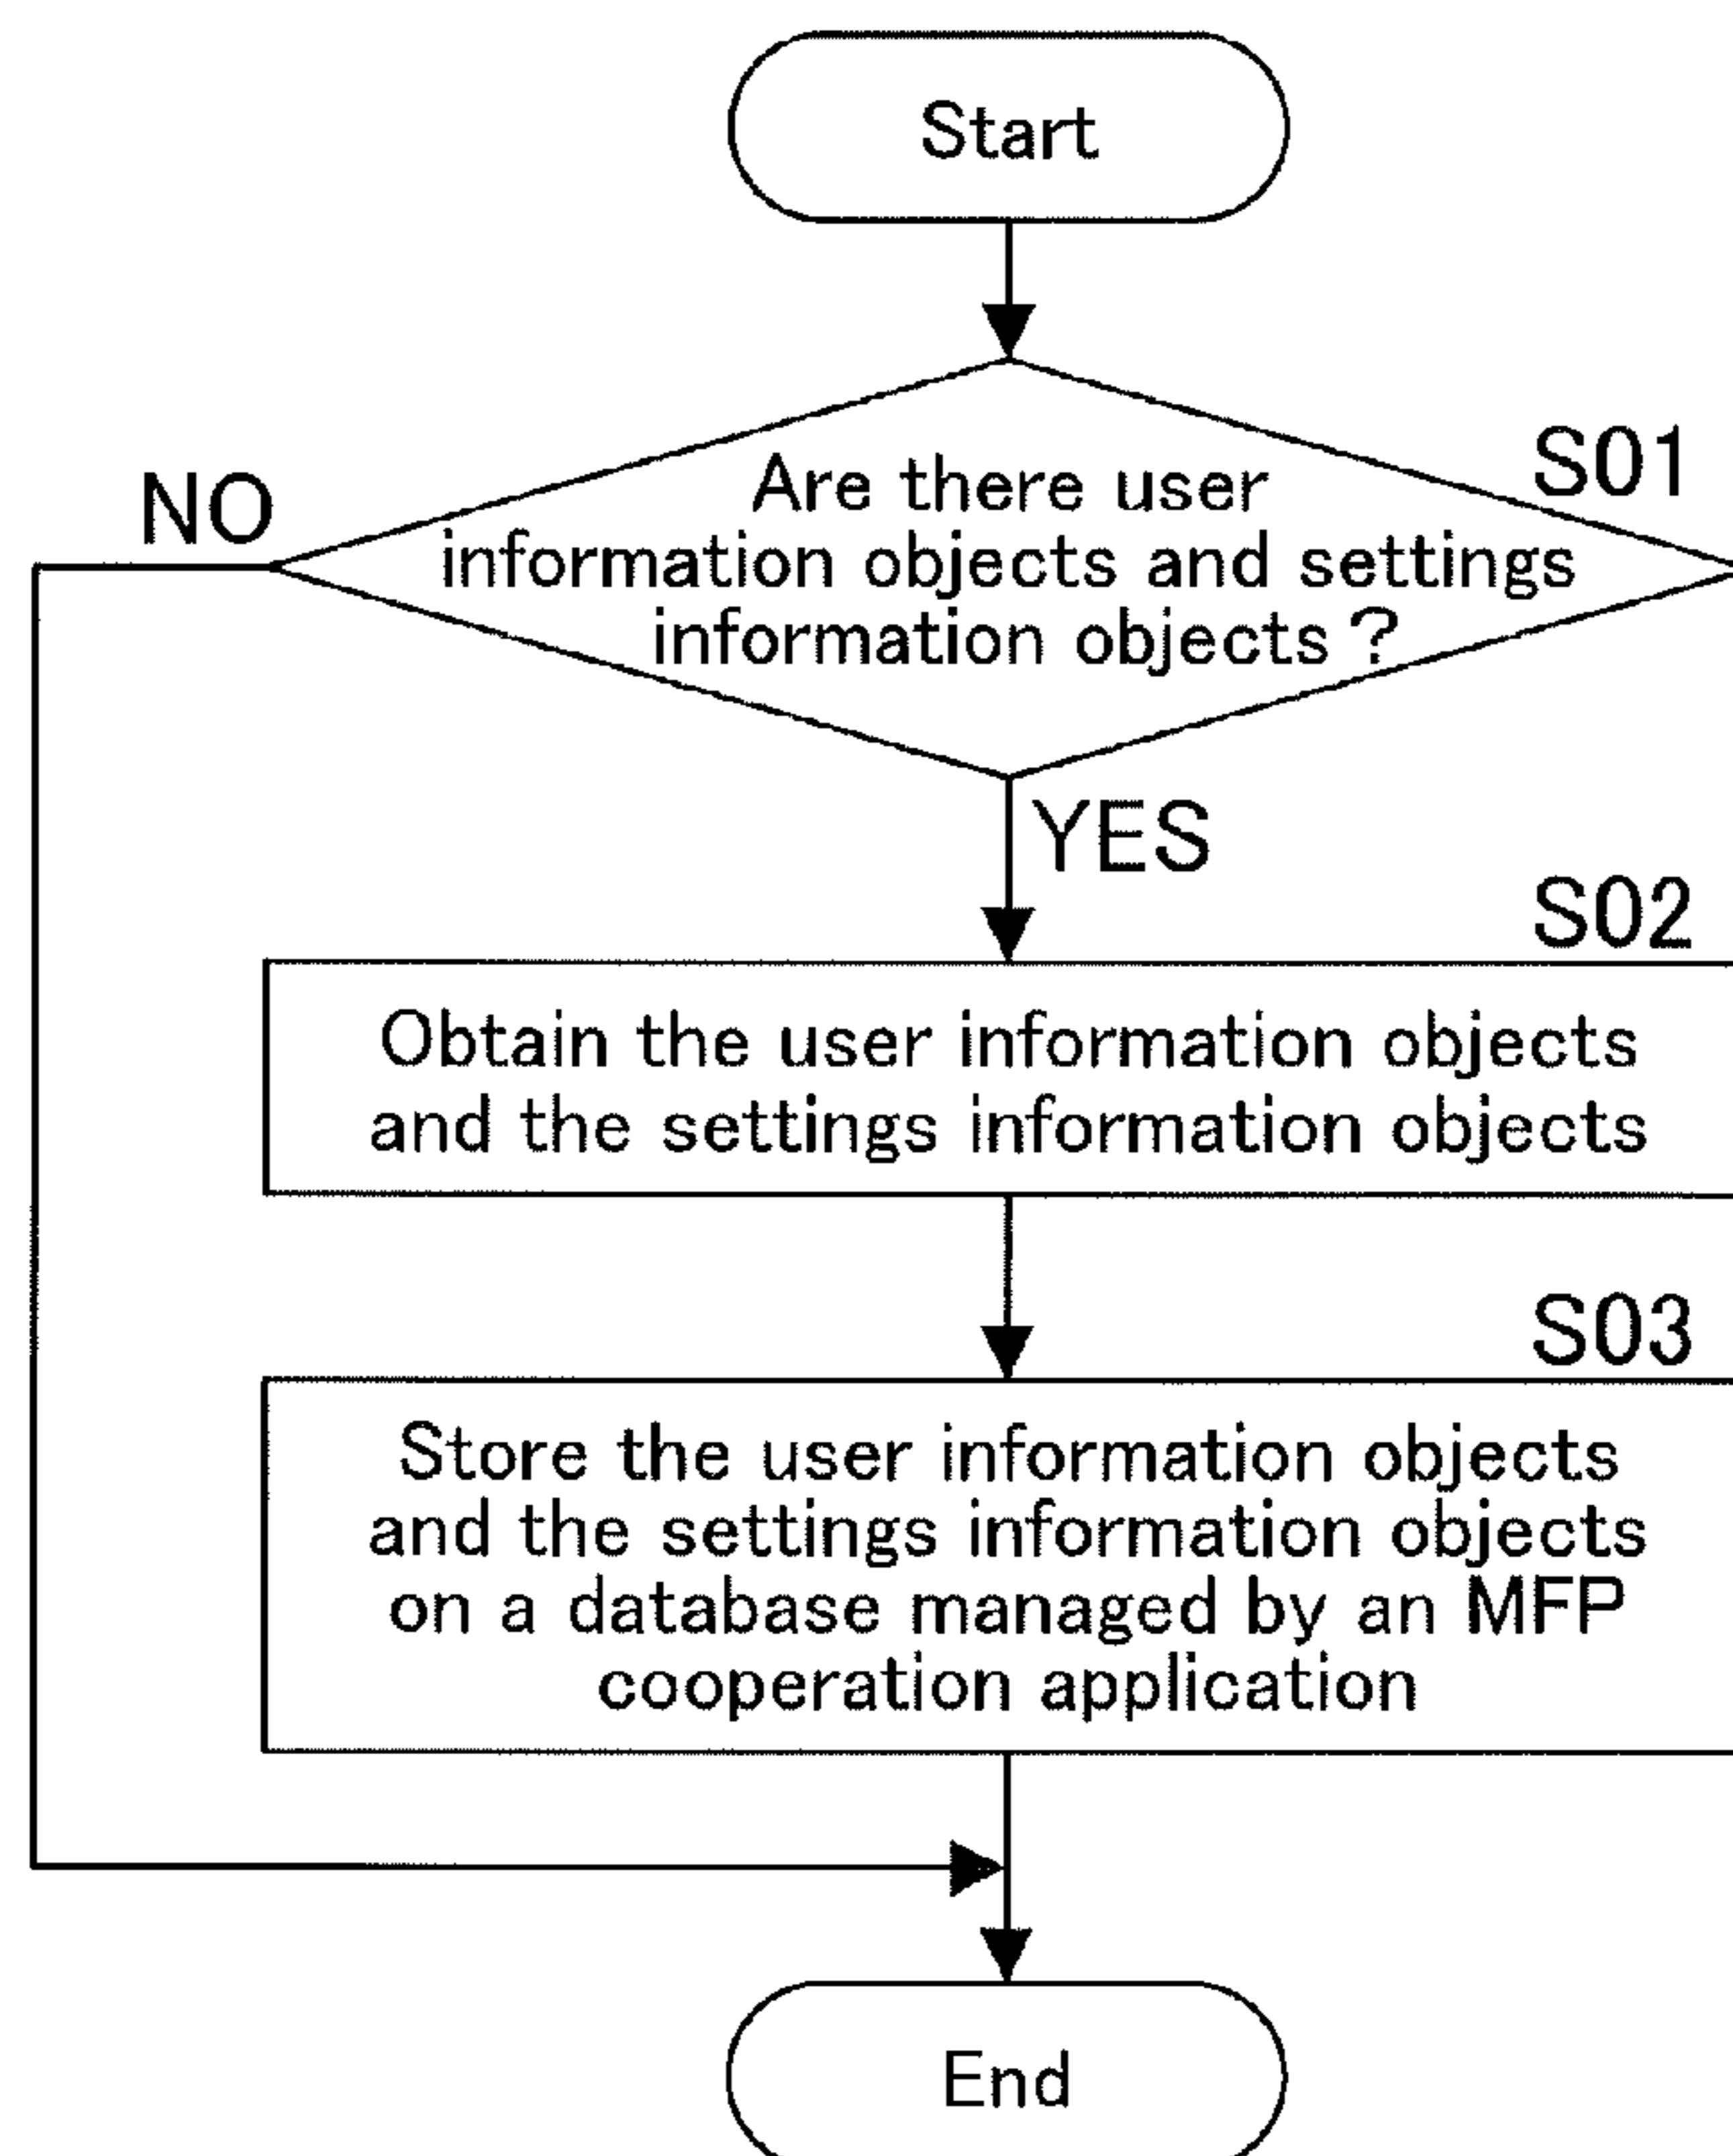 Start
S01
NO
Are there user
information objects and settings
information objects ?
YES
S02
Obtain the user information objects
and the settings information objects
S03
Store the user information objects
and the settings information objects
on a database managed by an MFP
cooperation application
End